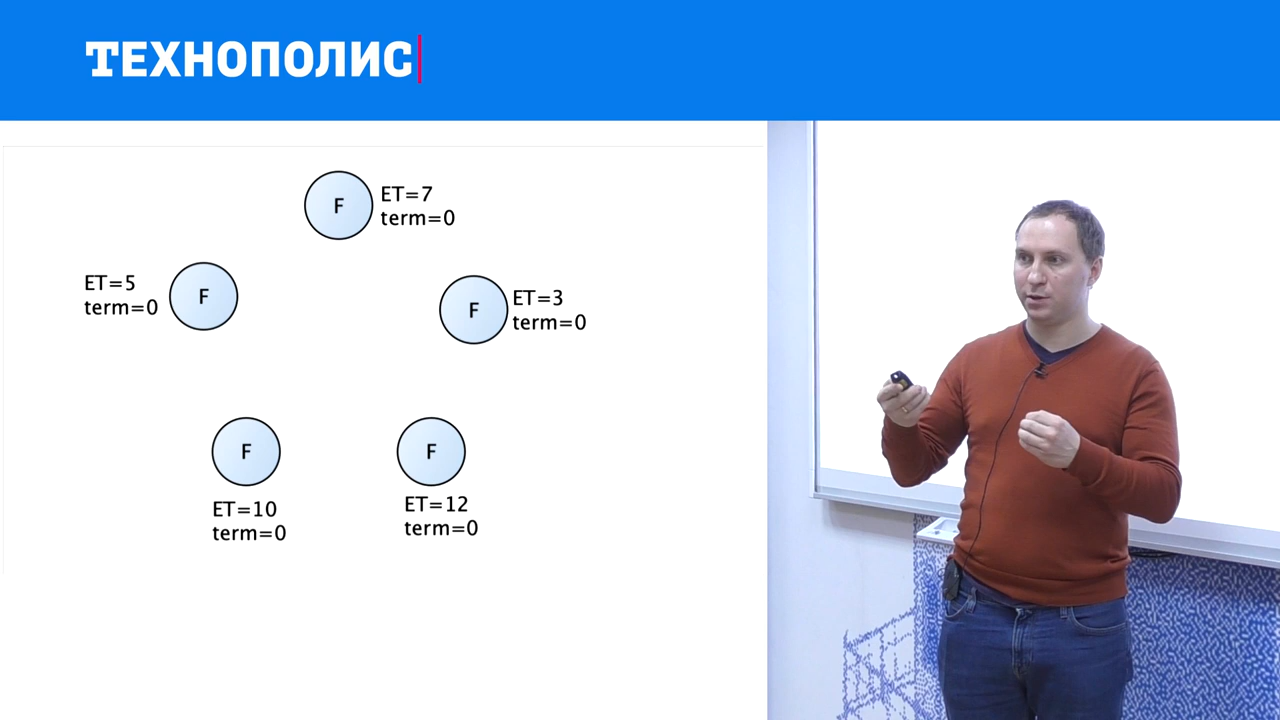 ТЕХНОПОЛИС
F
ET=7
term=0
ET=5
term=0
F
F
ET=3
term=0
F
F
ET=10
term=0
ET=12
term=0